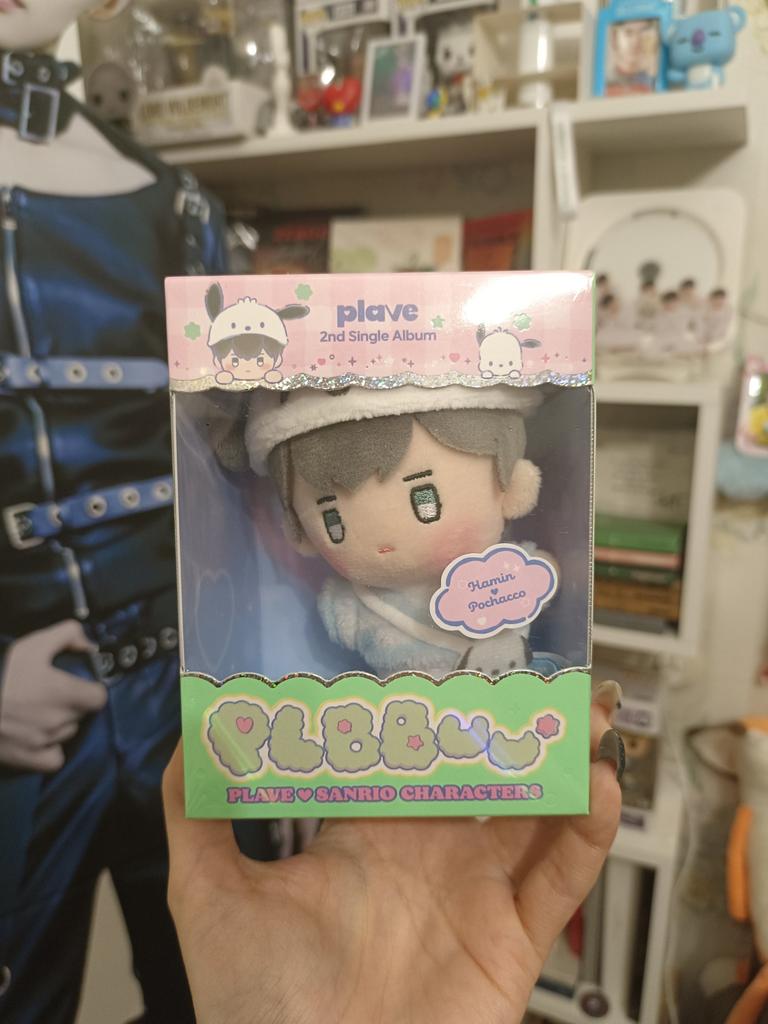 plave
2nd Single Album
Hamin
Pochacco
PLBBUU
PLAVE ♥ SANRIO CHARACTERS